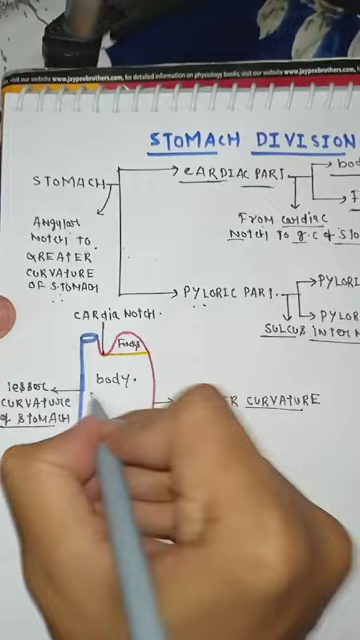 visit our website www.jaypeebrothers.com, for detailed information on physiology books; visit our website www.jaypeebrothers.com
STOMACH DIVISION
STOMACH
CARDIAC PART.
bod
F
Angular
Notch To
GREATER
CURVATURE
OF STOMACH
From cardiac
Notch To g.c of sto
PYLORIC PART.
PYLORI
PYLOR
SULCUS INTERM
CARdia NOTCH.
body.
lesser
CURVATURE
of STOMACH
ER CURVATURE